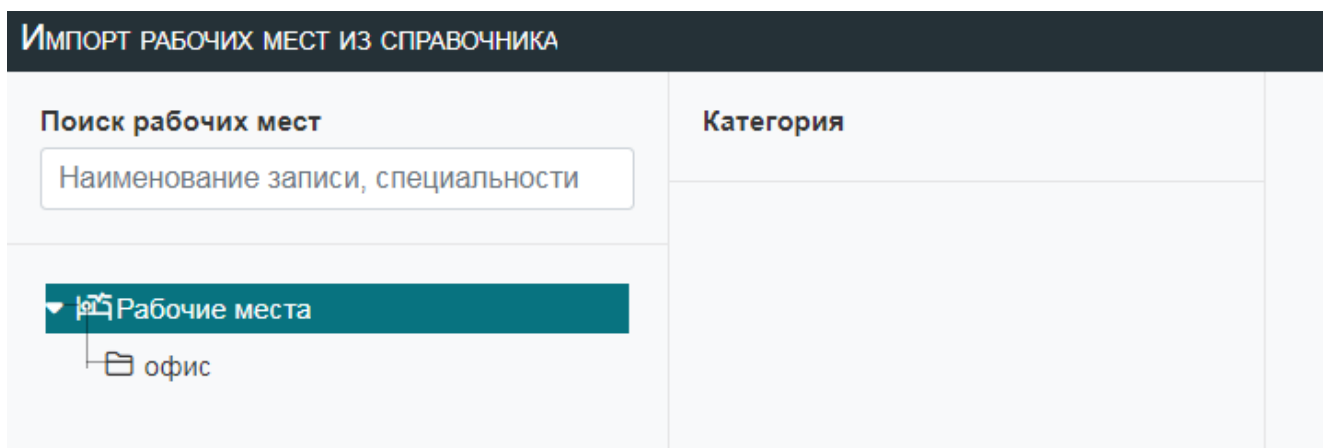 Импорт рабочих мест из справочника
Поиск рабочих мест
Категория
Наименование записи, специальности
Рабочие места
офис